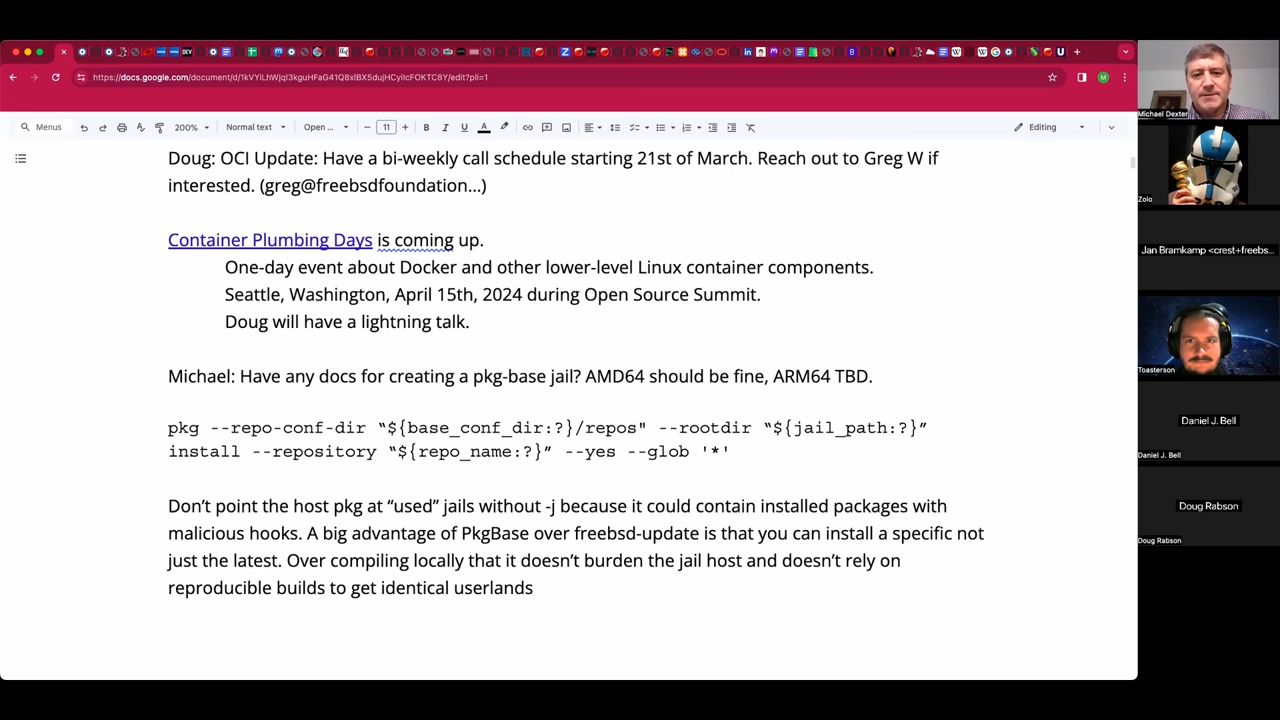 https://docs.google.com/document/d/1kVYiLhWjql3kguHFaG41Q8xlBX5dujHCyilcFOKTC8Y/edit?pli=1
Menus
200%
Normal text
Open ...
11
Editing
Doug: OCI Update: Have a bi-weekly call schedule starting 21st of March. Reach out to Greg W if
interested. (greg@freebsdfoundation...)
Container Plumbing Days is coming up.
One-day event about Docker and other lower-level Linux container components.
Seattle, Washington, April 15th, 2024 during Open Source Summit.
Doug will have a lightning talk.
Michael: Have any docs for creating a pkg-base jail? AMD64 should be fine, ARM64 TBD.
pkg --repo-conf-dir “${base_conf_dir:?}/repos" --rootdir “${jail_path:?}”
install --repository “${repo_name:?}” --yes --glob '*'
Don’t point the host pkg at “used” jails without -j because it could contain installed packages with
malicious hooks. A big advantage of PkgBase over freebsd-update is that you can install a specific not
just the latest. Over compiling locally that it doesn’t burden the jail host and doesn’t rely on
reproducible builds to get identical userlands
Michael Dexter
Zolo
Jan Bramkamp <crest+freebs...
Toasterson
Daniel J. Bell
Daniel J. Bell
Doug Rabson
Doug Rabson